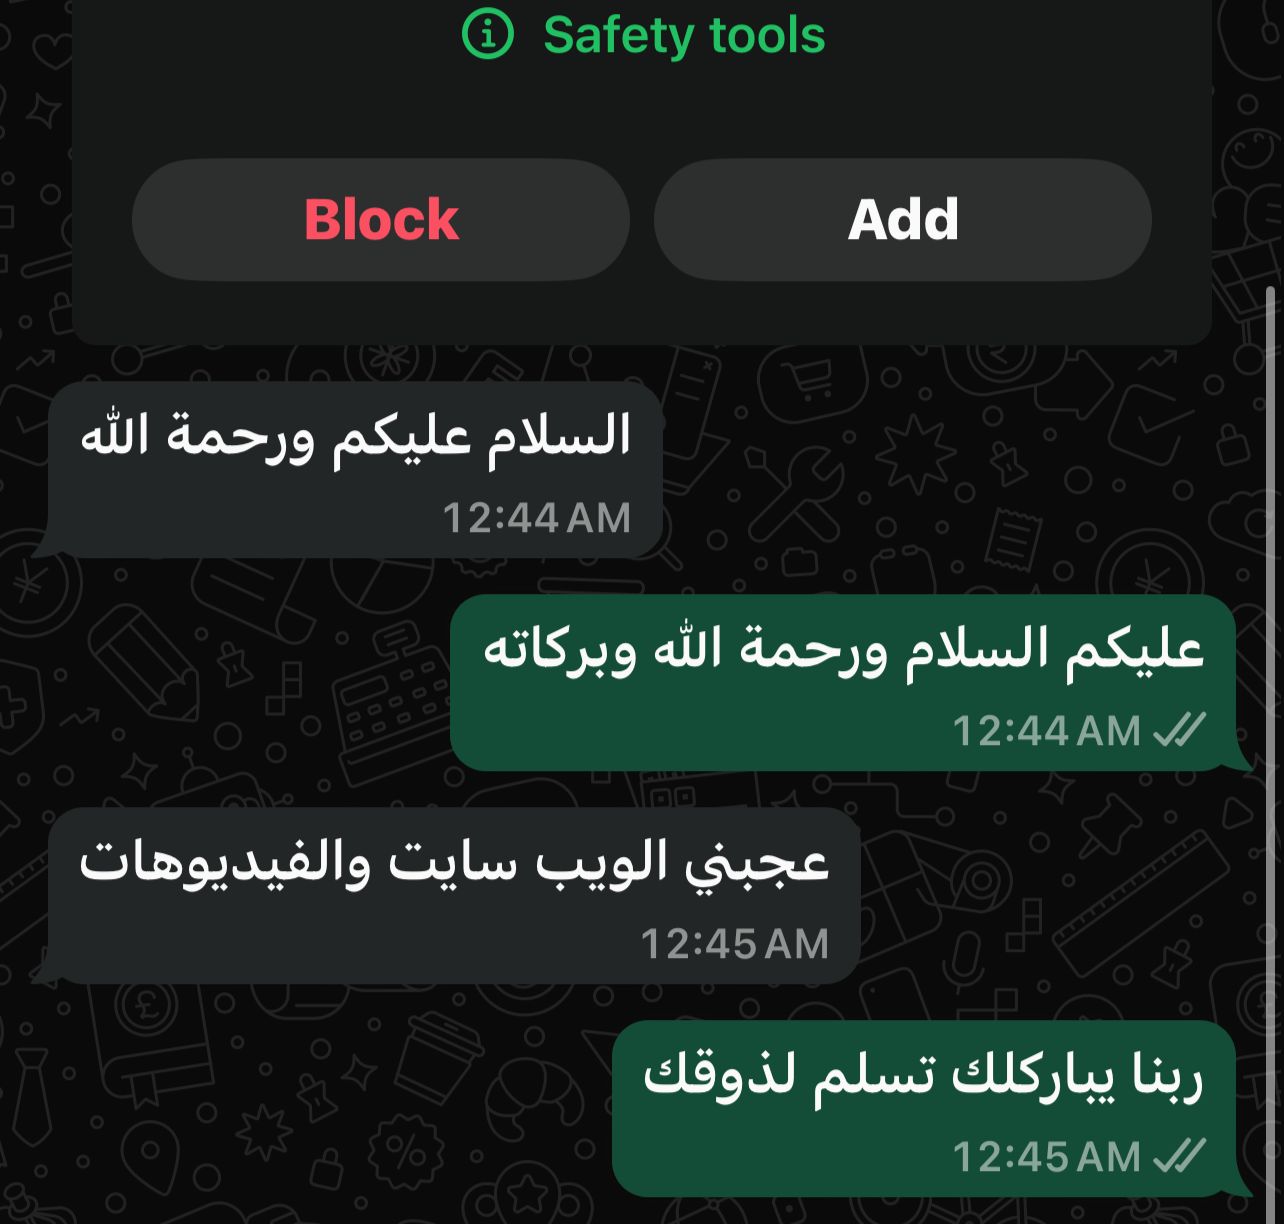 Safety tools
Block
Add
السلام عليكم ورحمة الله
12:44 AM
عليكم السلام ورحمة الله وبركاته
12:44 AM
عجبني الويب سايت والفيديوهات
12:45 AM
ربنا يباركلك تسلم لذوقك
12:45 AM